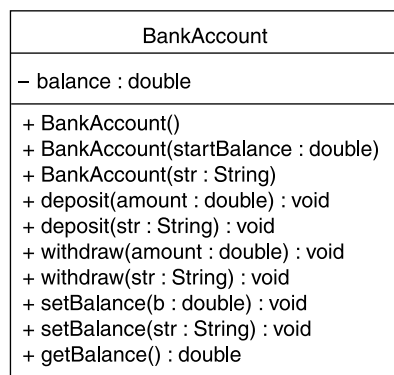 BankAccount
– balance : double
+ BankAccount()
+ BankAccount(startBalance : double)
+ BankAccount(str : String)
+ deposit(amount : double) : void
+ deposit(str : String) : void
+ withdraw(amount : double) : void
+ withdraw(str : String) : void
+ setBalance(b : double) : void
+ setBalance(str : String) : void
+ getBalance() : double